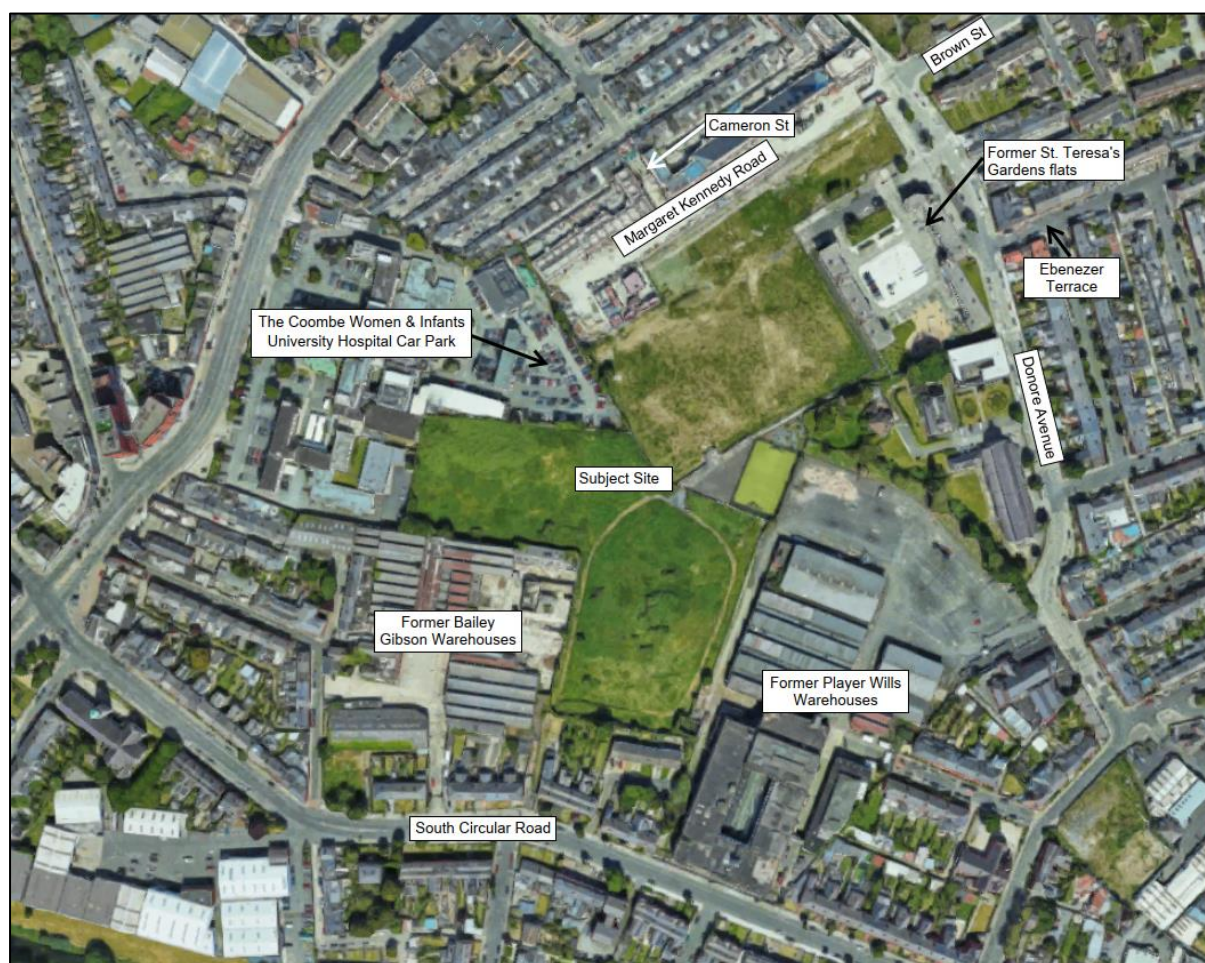 Brown St
Cameron St
Former St. Teresa's
Gardens flats
Margaret Kennedy Road
Ebenezer
Terrace
The Coombe Women & Infants
University Hospital Car Park
Donore Avenue
Subject Site
Former Bailey
Gibson Warehouses
Former Player Wills
Warehouses
South Circular Road